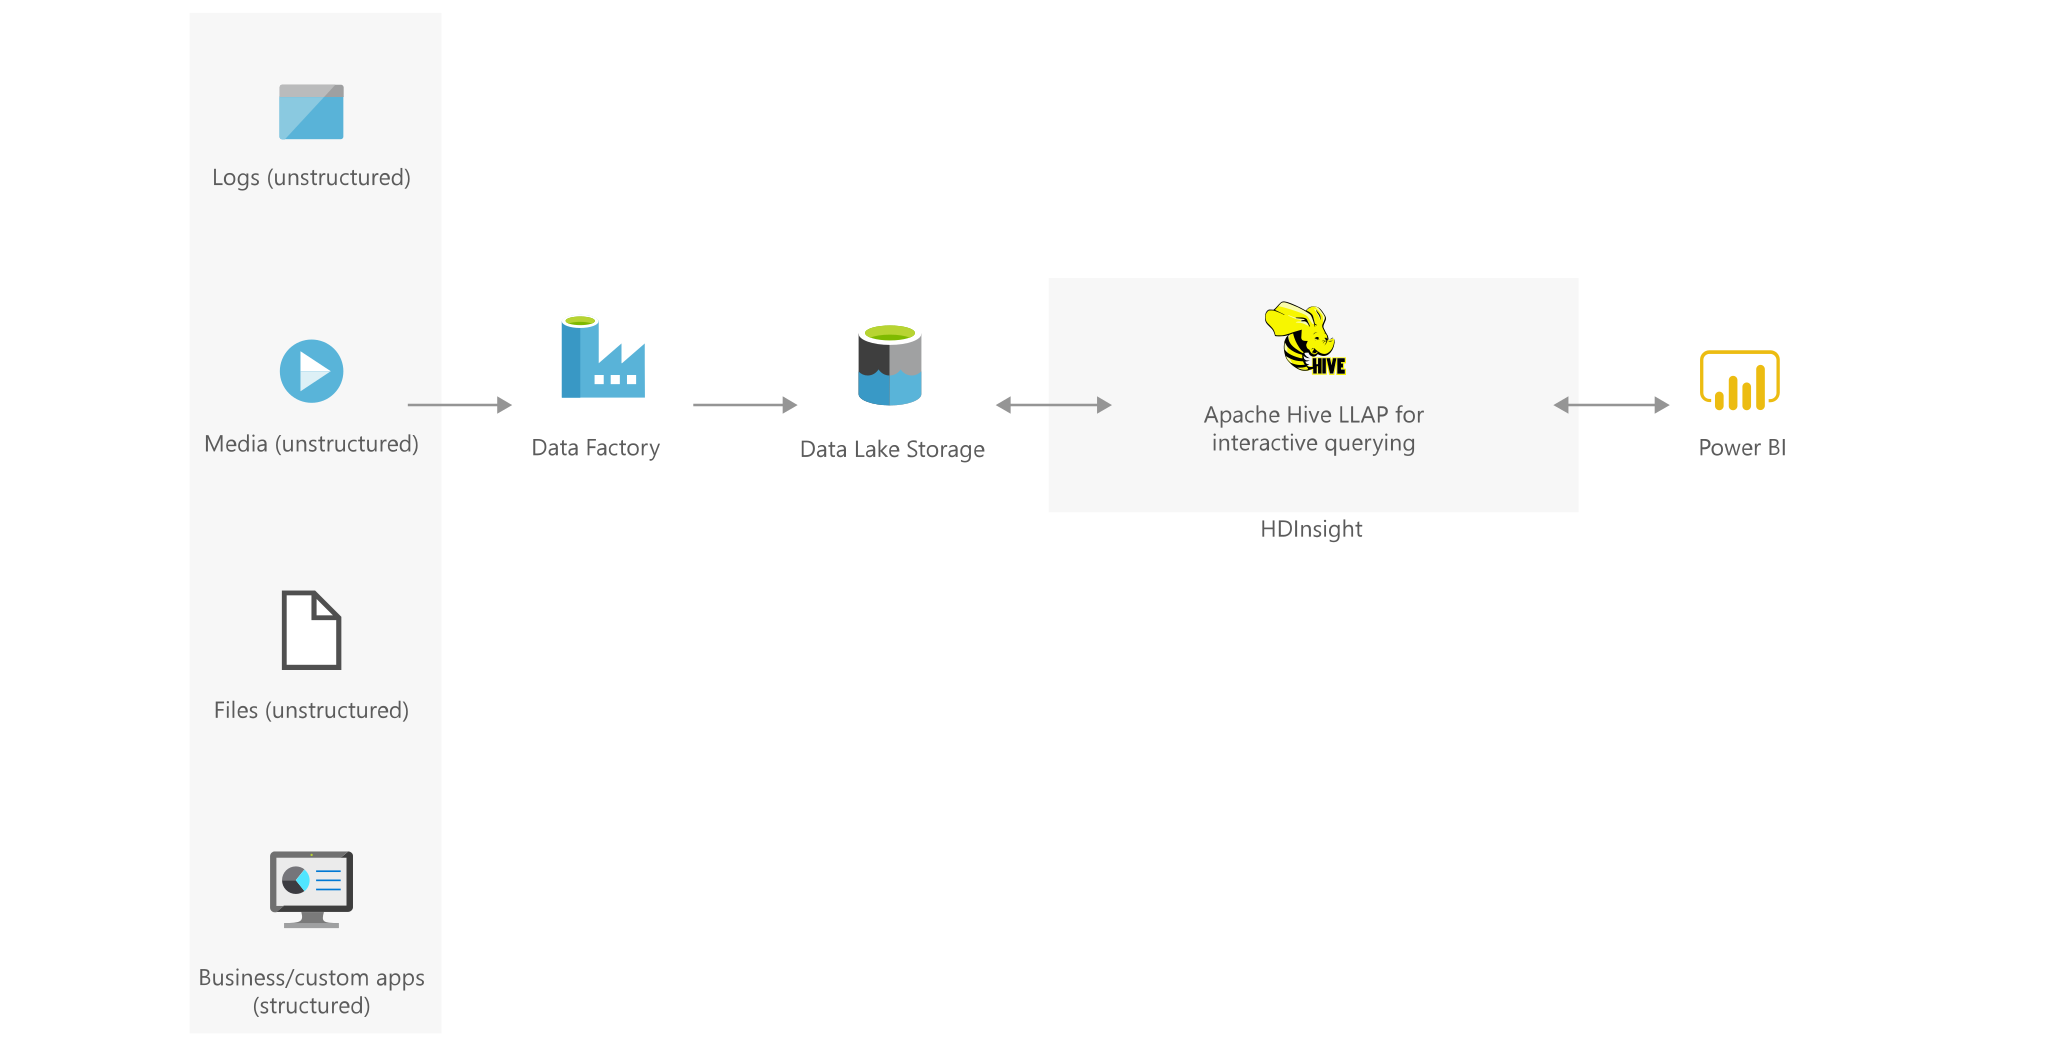 Logs (unstructured)
Media (unstructured)
Files (unstructured)
Business/custom apps
(structured)
Data Factory
Data Lake Storage
HIVE
Apache Hive LLAP for
interactive querying
HDInsight
Power BI